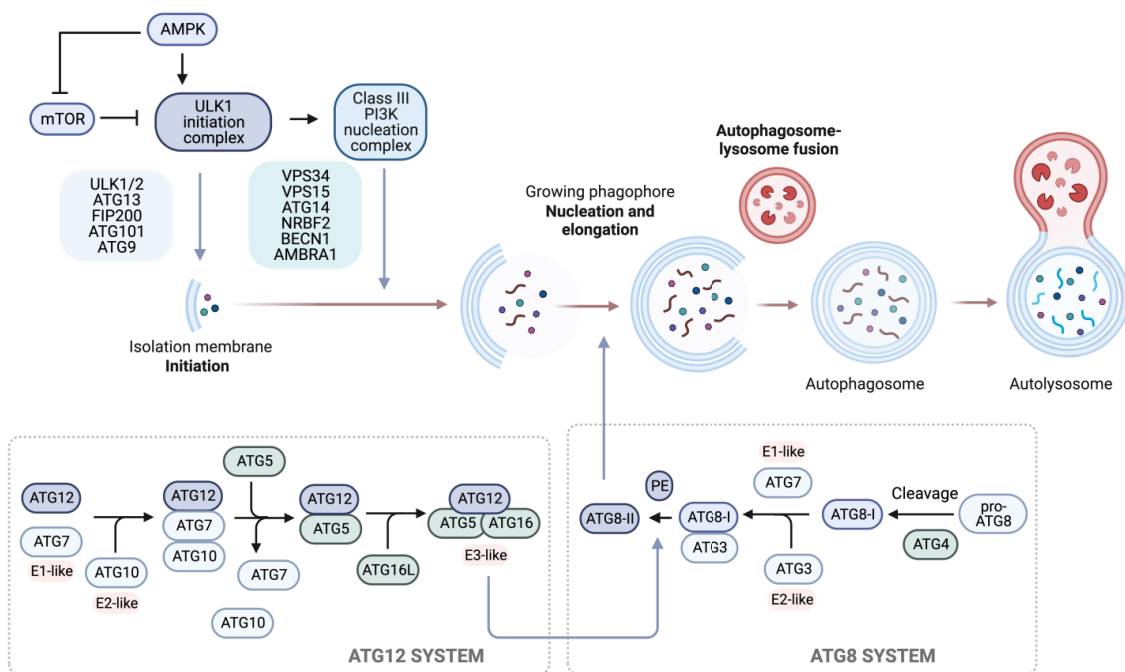 AMPK
mTOR
ULK1
initiation
complex
Class III
PI3K
nucleation
complex
ULK1/2
ATG13
FIP200
ATG101
ATG9
VPS34
VPS15
ATG14
NRBF2
BECN1
AMBRA1
Isolation membrane
Initiation
Growing phagophore
Nucleation and
elongation
Autophagosome-
lysosome fusion
Autophagosome
Autolysosome
ATG12
ATG7
E1-like
ATG10
E2-like
ATG12
ATG7
ATG10
ATG5
ATG7
ATG10
ATG12
ATG5
ATG16L
ATG12
ATG5
ATG16
E3-like
ATG12 SYSTEM
ATG8-II
PE
ATG8-I
ATG3
E1-like
ATG7
ATG3
E2-like
ATG8-I
Cleavage
ATG4
pro-
ATG8
ATG8 SYSTEM